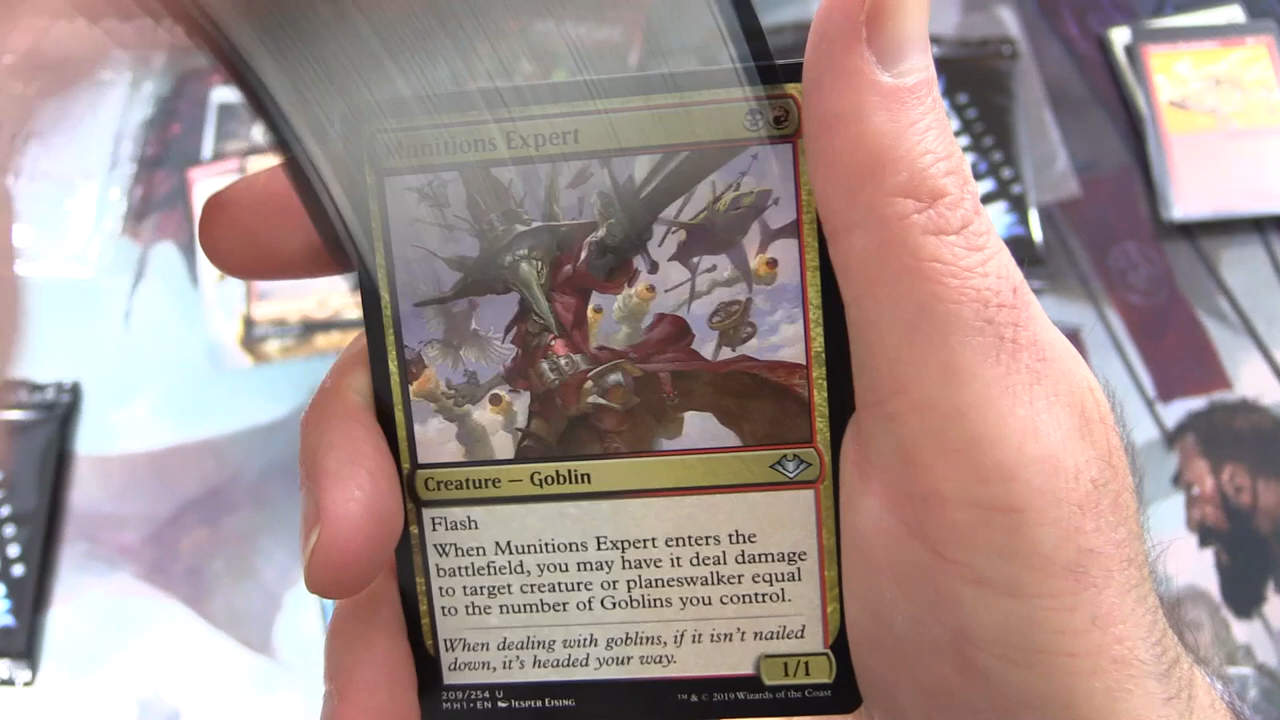 Munitions Expert
Creature — Goblin
Flash
When Munitions Expert enters the
battlefield, you may have it deal damage
to target creature or planeswalker equal
to the number of Goblins you control.
When dealing with goblins, if it isn't nailed
down, it's headed your way.
1/1
209/254 U
MH1 • EN Jesper Ejsing
™ & © 2019 Wizards of the Coast